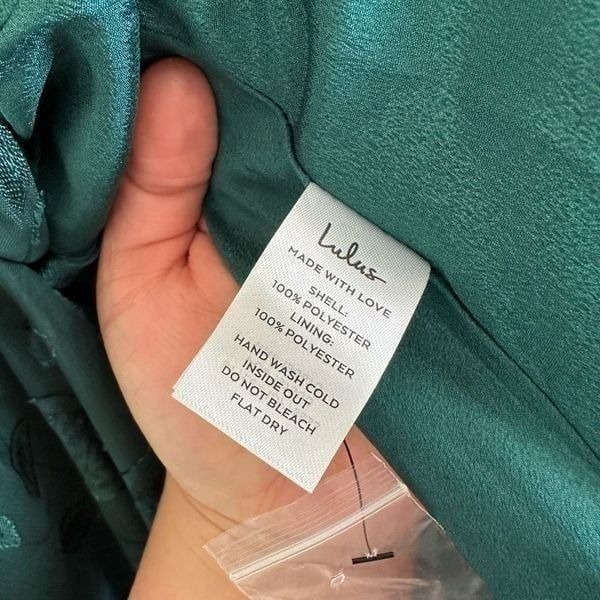 Lulus
MADE WITH LOVE
SHELL:
100% POLYESTER
LINING:
100% POLYESTER
HAND WASH COLD
INSIDE OUT
DO NOT BLEACH
FLAT DRY